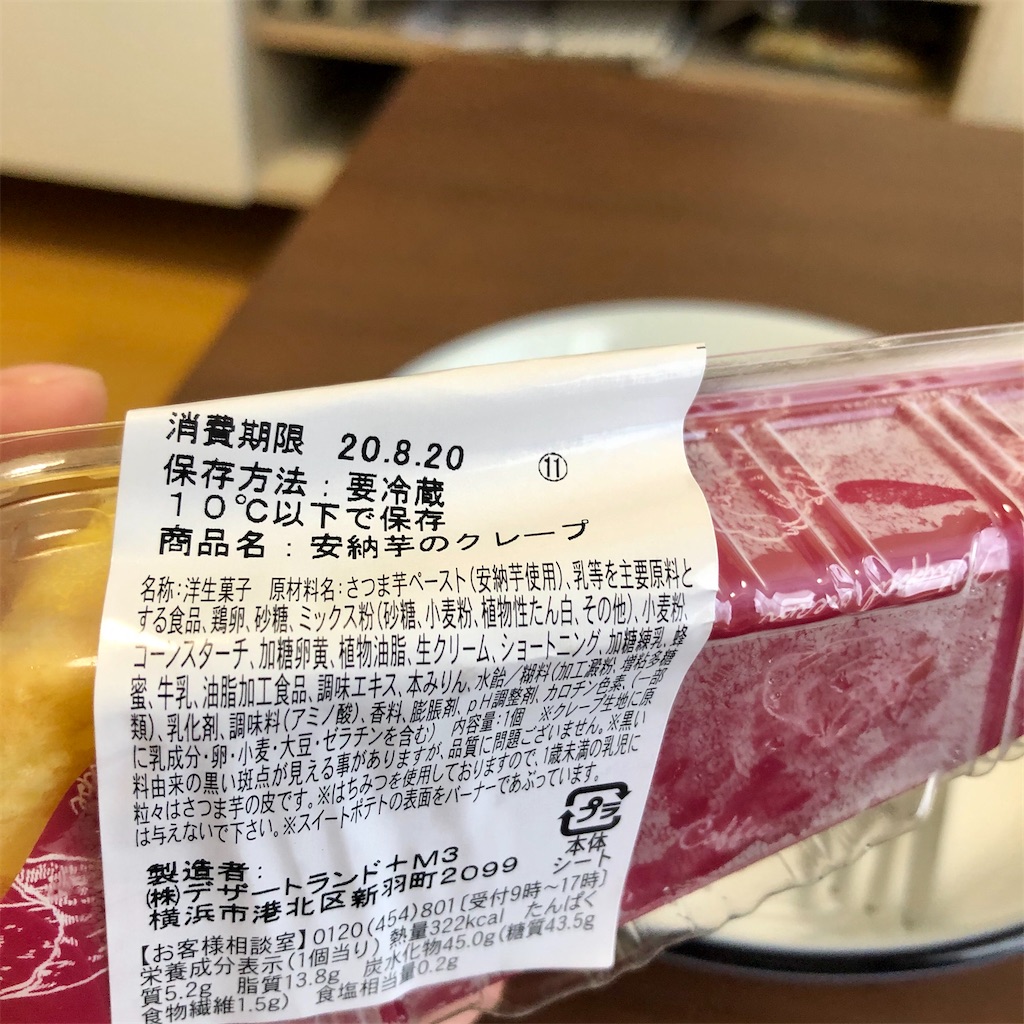 消費期限 20.8.20
保存方法:要冷蔵 ⑪
10℃以下で保存
商品名:安納芋のクレープ
名称:洋生菓子 原材料名:さつま芋ペースト(安納芋使用)、乳等を主要原料と
する食品、鶏卵、砂糖、ミックス粉(砂糖、小麦粉、植物性たん白、その他)、小麦粉、
コーンスターチ、加糖卵黄、植物油脂、生クリーム、ショートニング、加糖練乳、蜂
蜜、牛乳、油脂加工食品、調味エキス、本みりん、水飴/糊料(加工澱粉、増粘多糖
類)、乳化剤、調味料(アミノ酸)、香料、膨脹剤、pH調整剤、カロチン色素、(一部
に乳成分・卵・小麦・大豆・ゼラチンを含む) 内容量:1個 ※クレープ生地に原
料由来の黒い斑点が見える事がありますが、品質に問題ございません。※黒い
粒々はさつま芋の皮です。※はちみつを使用しておりますので、1歳未満の乳児に
は与えないで下さい。※スイートポテトの表面をバーナーであぶっています。
プラ
本体
シート
製造者:
(株)デザートランド+M3
横浜市港北区新羽町2099
【お客様相談室】0120(454)801〔受付9時~17時〕
栄養成分表示(1個当り) 熱量322kcal たんぱく
質5.2g 脂質13.8g 炭水化物45.0g(糖質43.5g
食物繊維1.5g) 食塩相当量0.2g